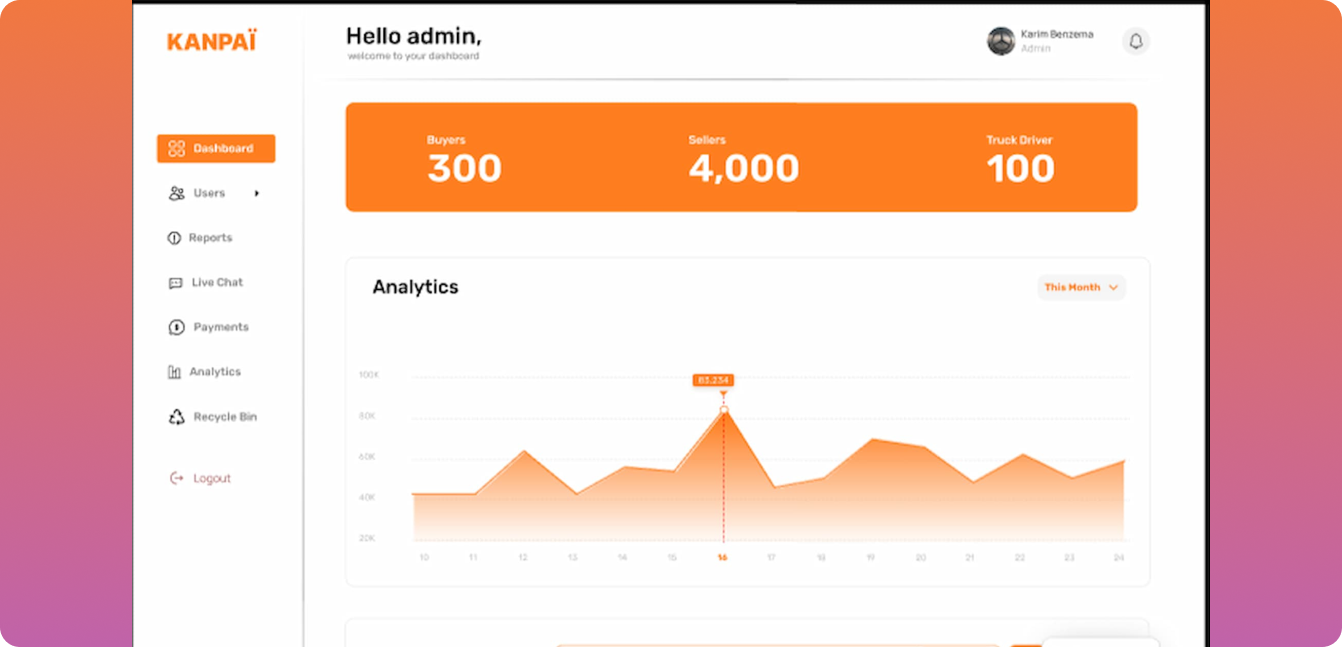 KANPAÏ
Hello admin,
welcome to your dashboard
Karim Benzema
Admin
Dashboard
Users
Reports
Live Chat
Payments
Analytics
Recycle Bin
Logout
Buyers
300
Sellers
4,000
Truck Driver
100
Analytics
This Month
100K
80K
60K
40K
20K
83,234
10 11 12 13 14 15 16 17 18 19 20 21 22 23 24